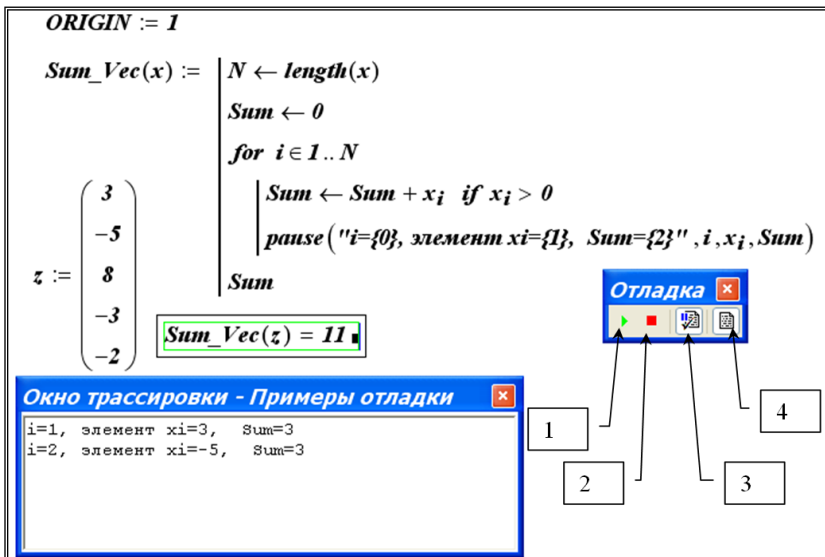 ORIGIN := 1
Sum_Vec(x) := N ← length(x)
Sum ← 0
for i ∈ 1 .. N
Sum ← Sum + xᵢ if xᵢ > 0
pause("i={0}, элемент xi={1}, Sum={2}" , i , xᵢ , Sum)
Sum
z := (3 −5 8 −3 −2)
Sum_Vec(z) = 11
Отладка
Окно трассировки - Примеры отладки
i=1, элемент xi=3, Sum=3
i=2, элемент xi=-5, Sum=3
1
2
3
4